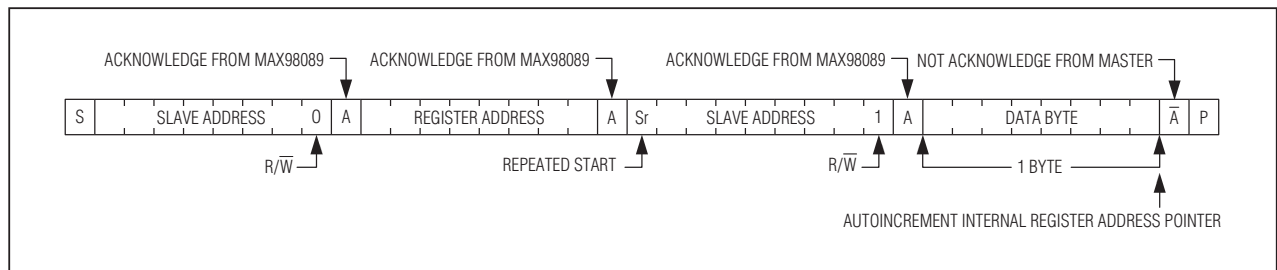 ACKNOWLEDGE FROM MAX98089 ACKNOWLEDGE FROM MAX98089 ACKNOWLEDGE FROM MAX98089 NOT ACKNOWLEDGE FROM MASTER
S SLAVE ADDRESS 0 A REGISTER ADDRESS A Sr SLAVE ADDRESS 1 A DATA BYTE A̅ P
R/W̅ REPEATED START R/W̅ 1 BYTE
AUTOINCREMENT INTERNAL REGISTER ADDRESS POINTER